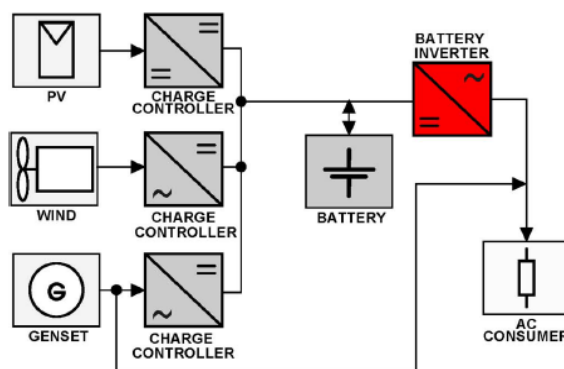 PV
CHARGE
CONTROLLER
BATTERY
INVERTER
WIND
CHARGE
CONTROLLER
BATTERY
G
GENSET
CHARGE
CONTROLLER
AC
CONSUMER